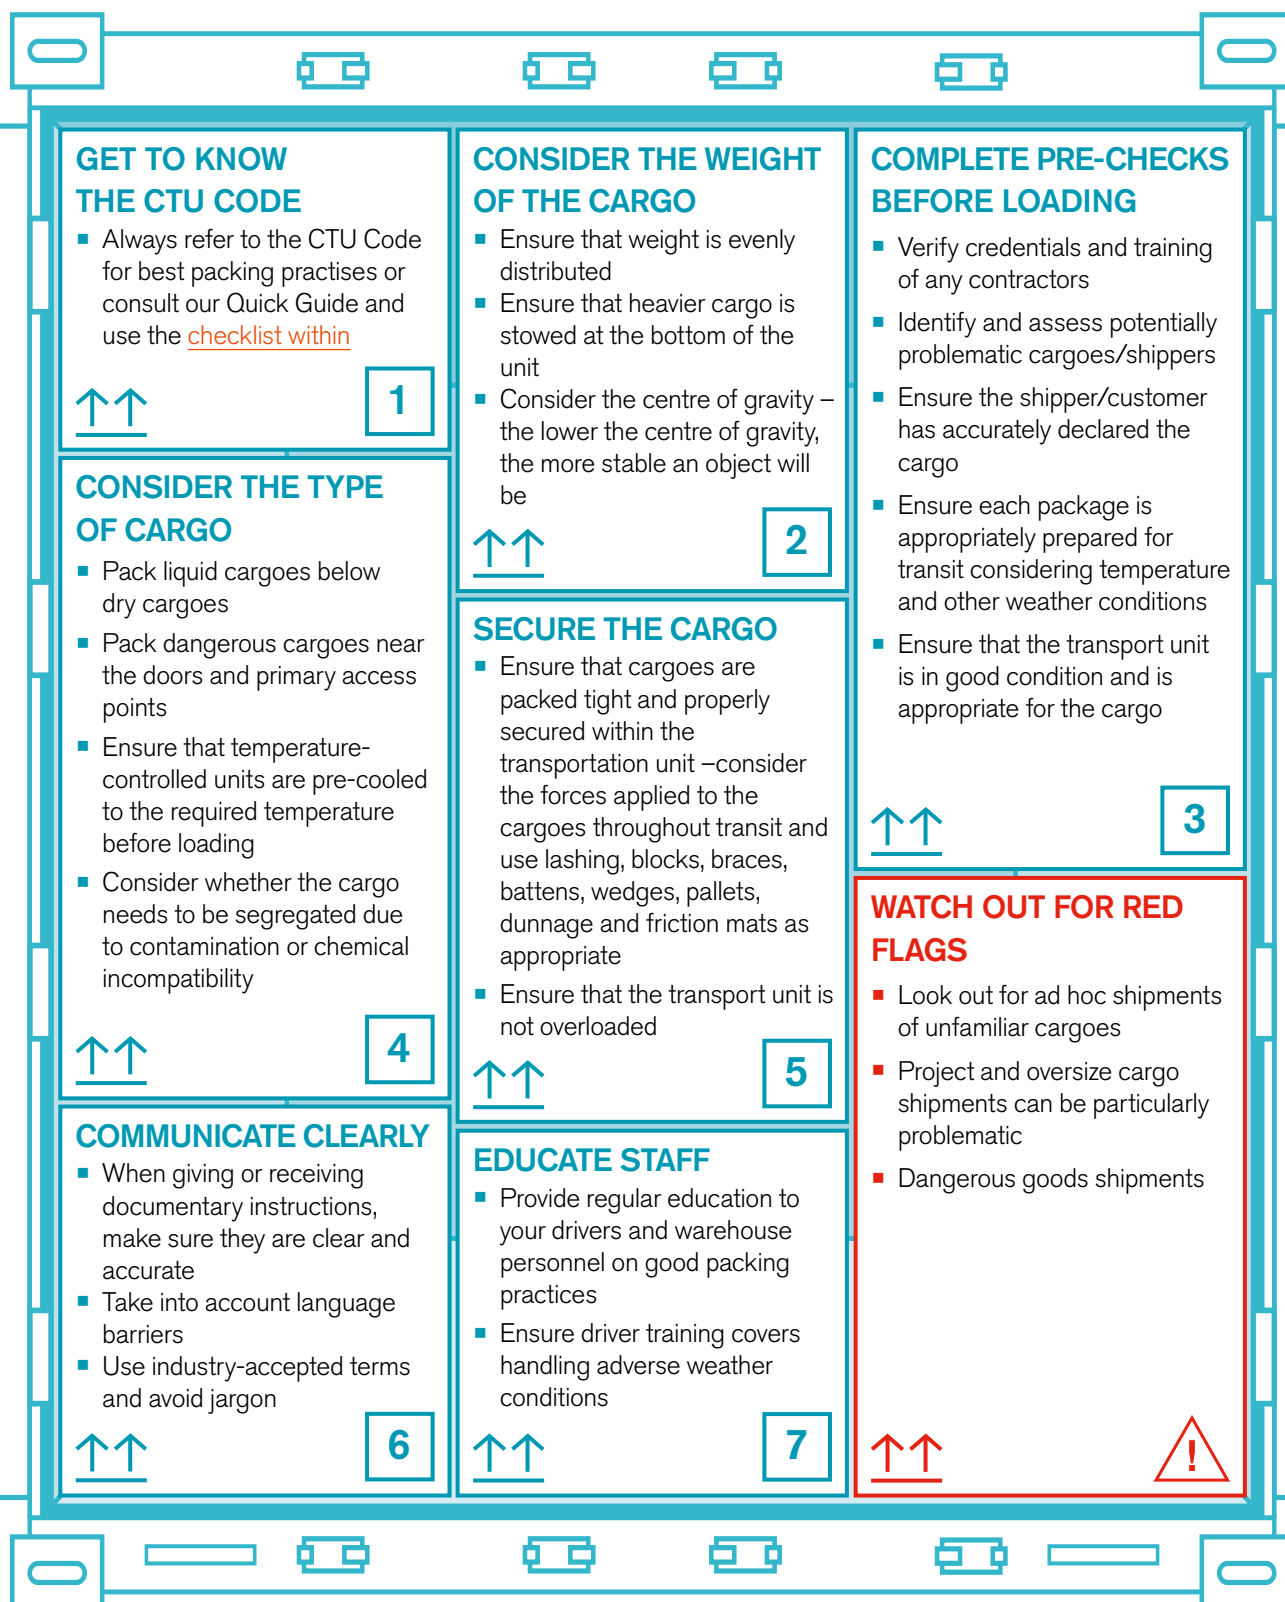 GET TO KNOW
THE CTU CODE
▪ Always refer to the CTU Code
for best packing practises or
consult our Quick Guide and
use the checklist within
1
CONSIDER THE WEIGHT
OF THE CARGO
▪ Ensure that weight is evenly
distributed
▪ Ensure that heavier cargo is
stowed at the bottom of the
unit
▪ Consider the centre of gravity –
the lower the centre of gravity,
the more stable an object will
be
2
COMPLETE PRE-CHECKS
BEFORE LOADING
▪ Verify credentials and training
of any contractors
▪ Identify and assess potentially
problematic cargoes/shippers
▪ Ensure the shipper/customer
has accurately declared the
cargo
▪ Ensure each package is
appropriately prepared for
transit considering temperature
and other weather conditions
▪ Ensure that the transport unit
is in good condition and is
appropriate for the cargo
3
CONSIDER THE TYPE
OF CARGO
▪ Pack liquid cargoes below
dry cargoes
▪ Pack dangerous cargoes near
the doors and primary access
points
▪ Ensure that temperature-
controlled units are pre-cooled
to the required temperature
before loading
▪ Consider whether the cargo
needs to be segregated due
to contamination or chemical
incompatibility
4
SECURE THE CARGO
▪ Ensure that cargoes are
packed tight and properly
secured within the
transportation unit –consider
the forces applied to the
cargoes throughout transit and
use lashing, blocks, braces,
battens, wedges, pallets,
dunnage and friction mats as
appropriate
▪ Ensure that the transport unit is
not overloaded
5
COMMUNICATE CLEARLY
▪ When giving or receiving
documentary instructions,
make sure they are clear and
accurate
▪ Take into account language
barriers
▪ Use industry-accepted terms
and avoid jargon
6
EDUCATE STAFF
▪ Provide regular education to
your drivers and warehouse
personnel on good packing
practices
▪ Ensure driver training covers
handling adverse weather
conditions
7
WATCH OUT FOR RED
FLAGS
▪ Look out for ad hoc shipments
of unfamiliar cargoes
▪ Project and oversize cargo
shipments can be particularly
problematic
▪ Dangerous goods shipments
!